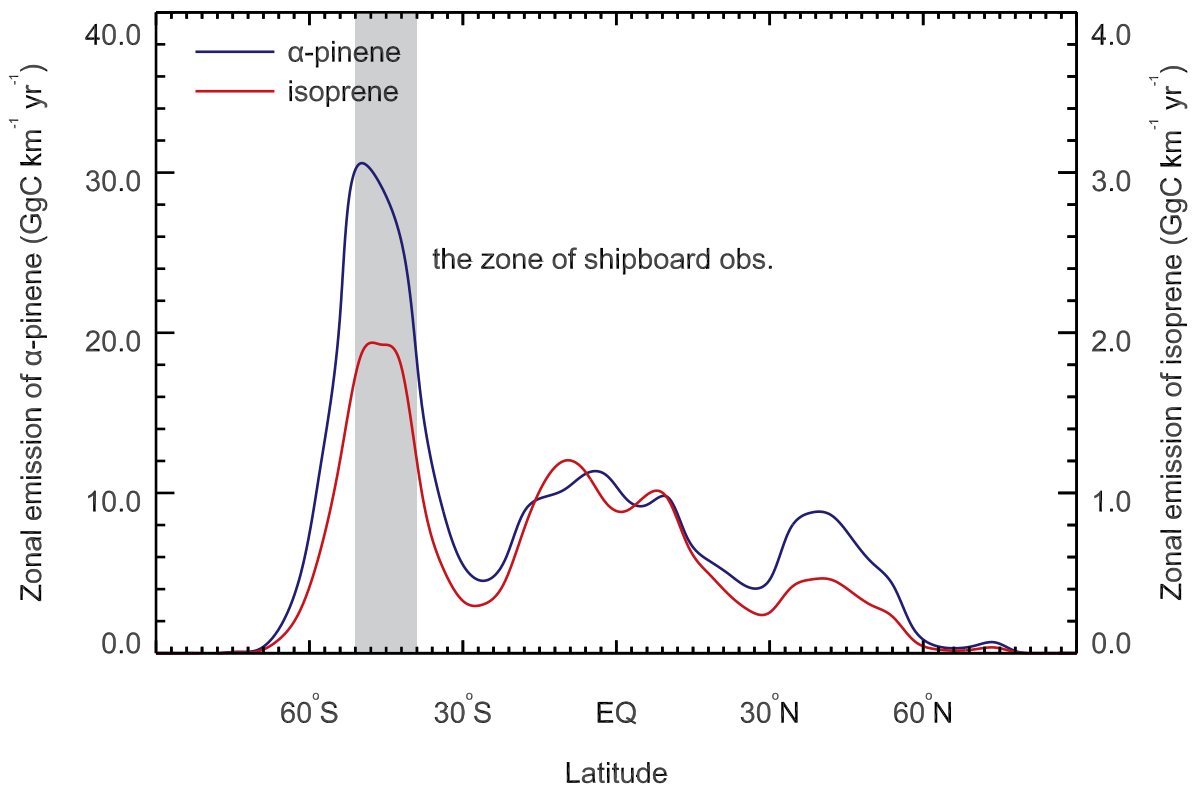 40.0
30.0
20.0
10.0
0.0
Zonal emission of α-pinene (GgC km⁻¹ yr⁻¹)
α-pinene
isoprene
the zone of shipboard obs.
4.0
3.0
2.0
1.0
0.0
Zonal emission of isoprene (GgC km⁻¹ yr⁻¹)
60°S 30°S EQ 30°N 60°N
Latitude